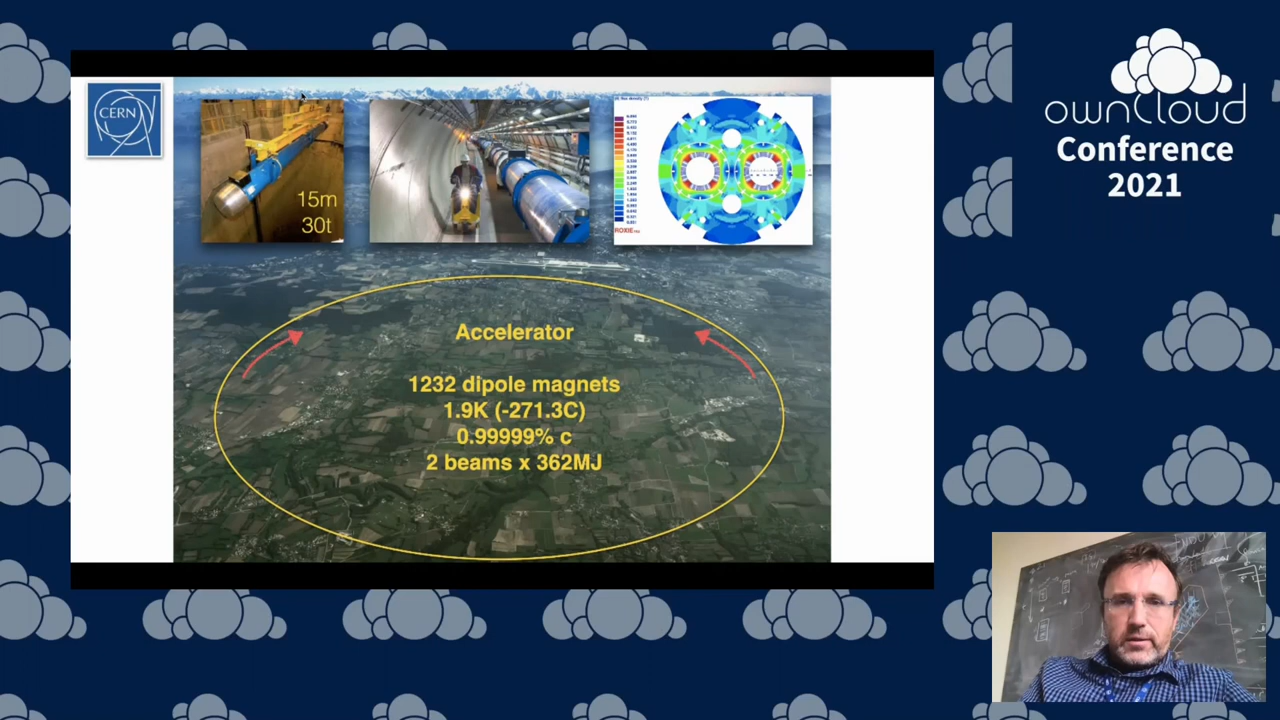 CERN
15m
30t
ROXIE
Accelerator
1232 dipole magnets
1.9K (-271.3C)
0.99999% c
2 beams x 362MJ
ownCloud
Conference
2021